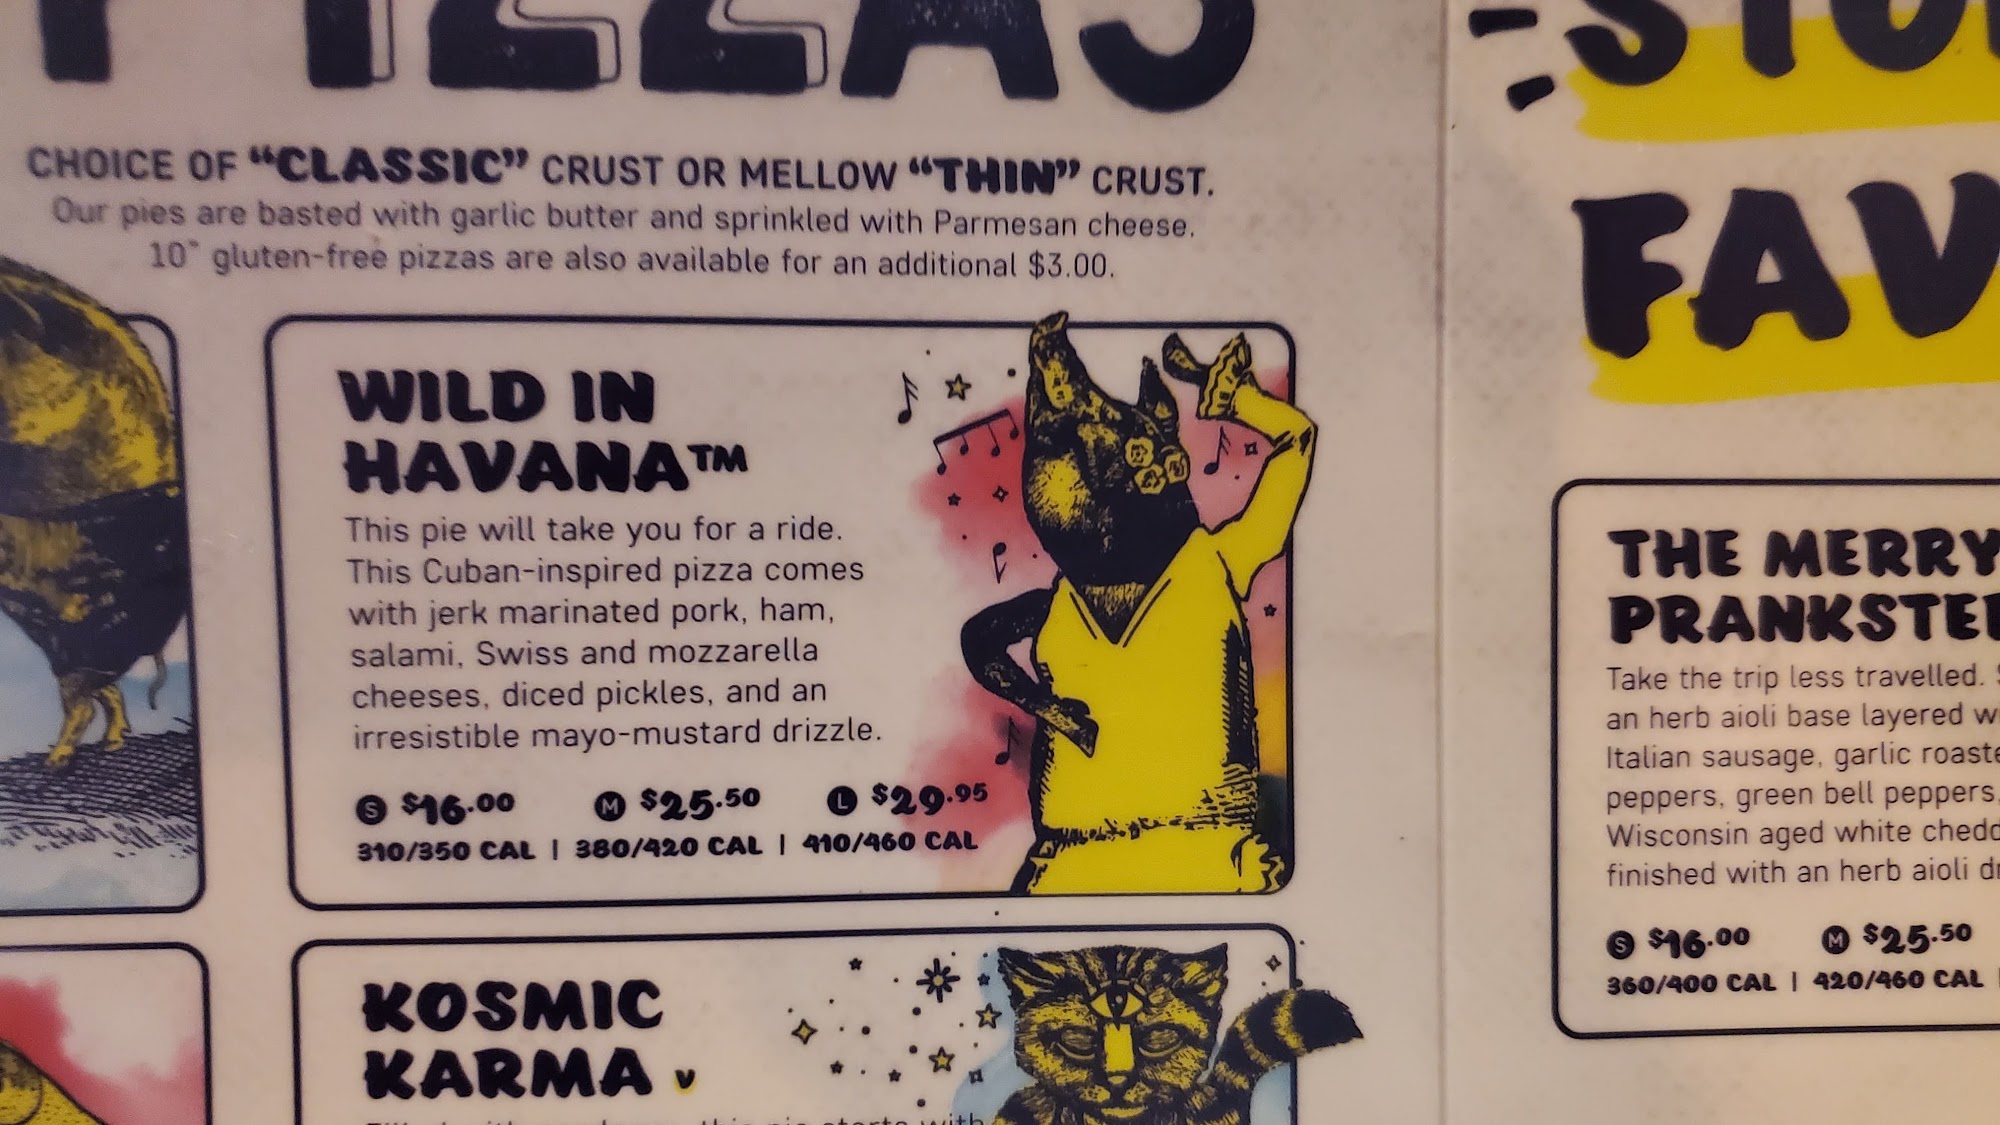 PIZZAS
CHOICE OF “CLASSIC” CRUST OR MELLOW “THIN” CRUST.
Our pies are basted with garlic butter and sprinkled with Parmesan cheese.
10" gluten-free pizzas are also available for an additional $3.00.
WILD IN
HAVANA™
This pie will take you for a ride.
This Cuban-inspired pizza comes
with jerk marinated pork, ham,
salami, Swiss and mozzarella
cheeses, diced pickles, and an
irresistible mayo-mustard drizzle.
S $16.00 M $25.50 L $29.95
310/350 CAL | 380/420 CAL | 410/460 CAL
KOSMIC
KARMA V
this pie starts with
FAV
THE MERRY
PRANKSTE
Take the trip less travelled.
an herb aioli base layered
Italian sausage, garlic
peppers, green bell peppers,
Wisconsin aged white
finished with an herb aioli
S $16.00 M $25.50
360/400 CAL | 420/460 CAL |